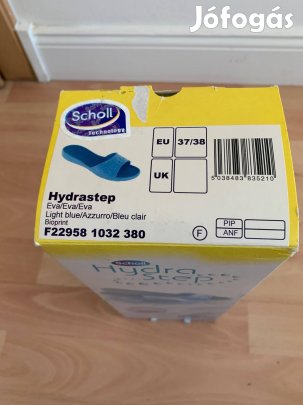 Jófogás
Scholl
Technology
EU 37/38
UK
5 038483 835210
Hydrastep
Eva/Eva/Eva
Light blue/Azzurro/Bleu clair
Bioprint
F22958 1032 380
F
PIP
ANF
Scholl
Hydra
step